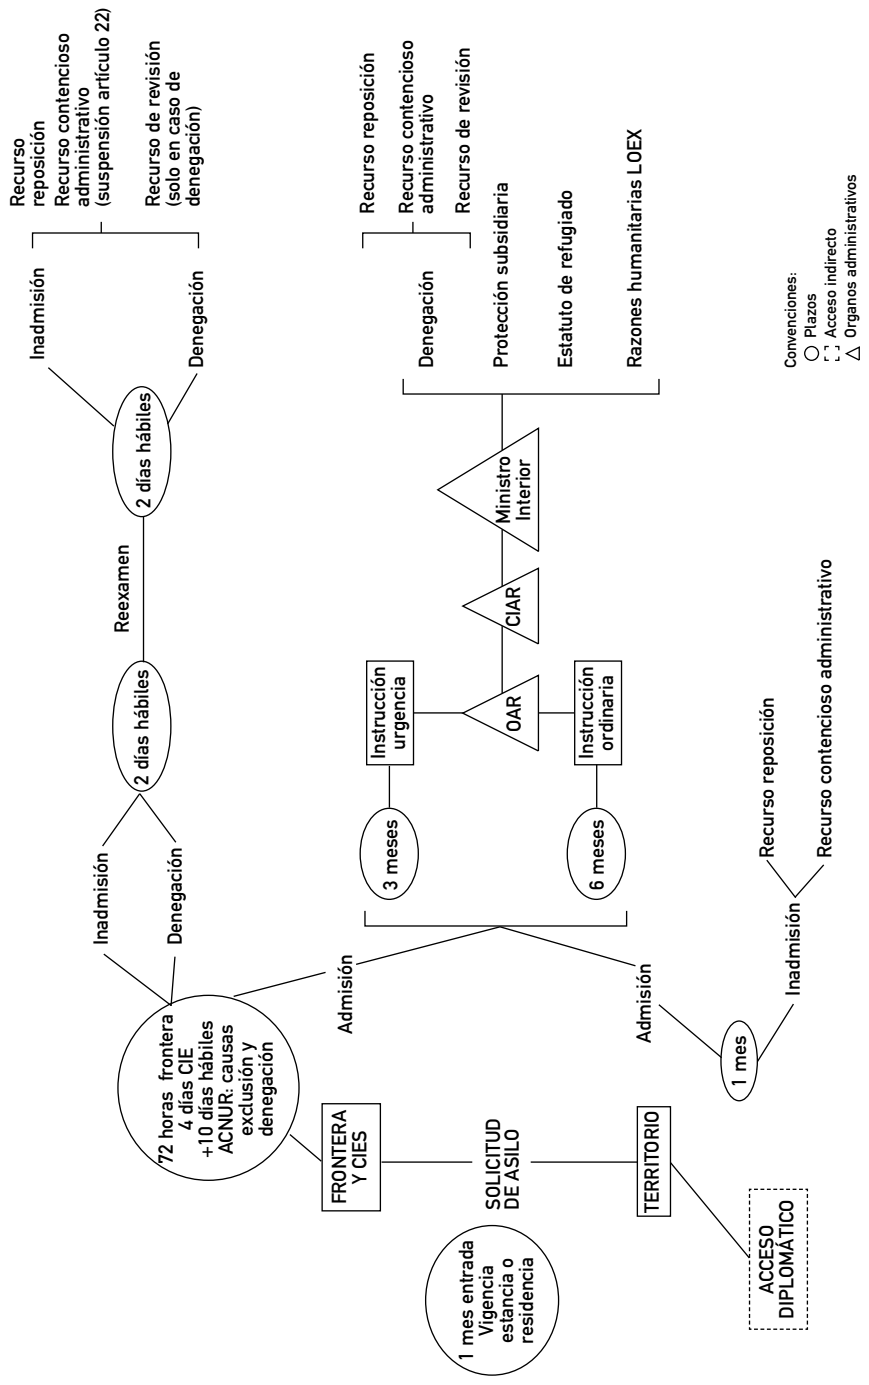 1 mes entrada
Vigencia
estancia o
residencia
SOLICITUD
DE ASILO
FRONTERA
Y CIES
72 horas frontera
4 días CIE
+10 días hábiles
ACNUR: causas
exclusión y
denegación
Inadmisión
Denegación
2 días hábiles
Reexamen
2 días hábiles
Inadmisión
Denegación
Recurso
reposición
Recurso contencioso
administrativo
(suspensión artículo 22)
Recurso de revisión
(solo en caso de
denegación)
Admisión
3 meses
Instrucción
urgencia
OAR
CIAR
Ministro
Interior
6 meses
Instrucción
ordinaria
Denegación
Recurso reposición
Recurso contencioso
administrativo
Recurso de revisión
Protección subsidiaria
Estatuto de refugiado
Razones humanitarias LOEX
TERRITORIO
ACCESO
DIPLOMÁTICO
1 mes
Admisión
Inadmisión
Recurso reposición
Recurso contencioso administrativo
Convenciones:
Plazos
Acceso indirecto
Organos administrativos